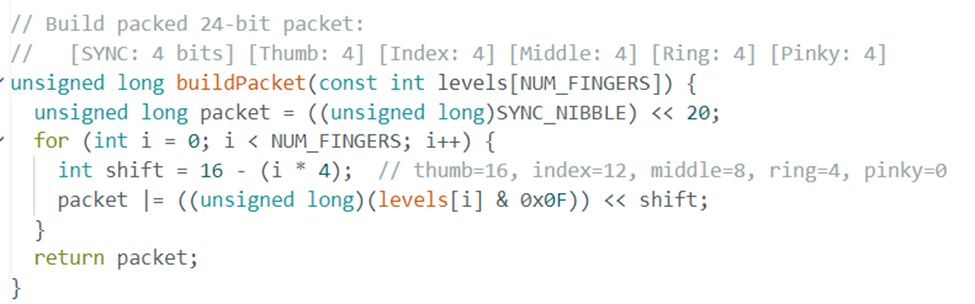 // Build packed 24-bit packet:
//   [SYNC: 4 bits] [Thumb: 4] [Index: 4] [Middle: 4] [Ring: 4] [Pinky: 4]
unsigned long buildPacket(const int levels[NUM_FINGERS]) {
  unsigned long packet = ((unsigned long)SYNC_NIBBLE) << 20;
  for (int i = 0; i < NUM_FINGERS; i++) {
    int shift = 16 - (i * 4);  // thumb=16, index=12, middle=8, ring=4, pinky=0
    packet |= ((unsigned long)(levels[i] & 0x0F)) << shift;
  }
  return packet;
}